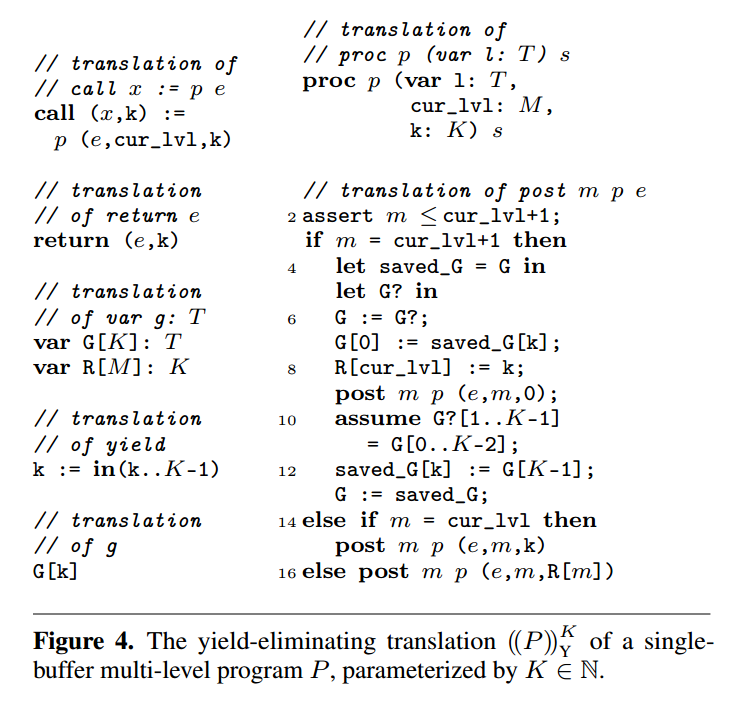 // translation of
// call x := p e
call (x,k) :=
p (e,cur_lvl,k)
// translation
// of return e
return (e,k)
// translation
// of var g: T
var G[K]: T
var R[M]: K
// translation
// of yield
k := in(k..K-1)
// translation
// of g
G[k]
// translation of
// proc p (var l: T) s
proc p (var l: T,
cur_lvl: M,
k: K) s
// translation of post m p e
2 assert m ≤ cur_lvl+1;
if m = cur_lvl+1 then
4 let saved_G = G in
let G? in
6 G := G?;
G[0] := saved_G[k];
8 R[cur_lvl] := k;
post m p (e,m,0);
10 assume G?[1..K-1]
= G[0..K-2];
12 saved_G[k] := G[K-1];
G := saved_G;
14 else if m = cur_lvl then
post m p (e,m,k)
16 else post m p (e,m,R[m])
Figure 4. The yield-eliminating translation ((P))ᴷ_Y of a single-
buffer multi-level program P, parameterized by K ∈ ℕ.